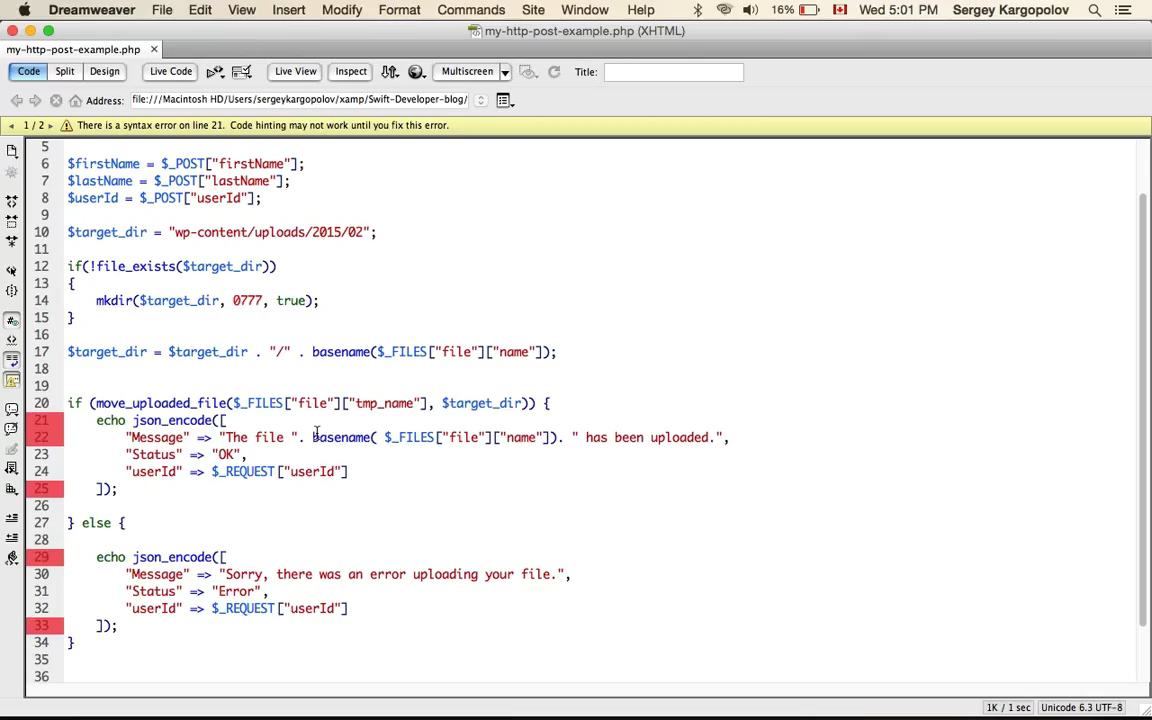 Dreamweaver File Edit View Insert Modify Format Commands Site Window Help 16% Wed 5:01 PM Sergey Kargopolov
my-http-post-example.php (XHTML)
my-http-post-example.php
Code Split Design Live Code Live View Inspect Multiscreen Title:
Address: file:///Macintosh HD/Users/sergeykargopolov/xamp/Swift-Developer-blog/
1 / 2 There is a syntax error on line 21. Code hinting may not work until you fix this error.
5
6 $firstName = $_POST["firstName"];
7 $lastName = $_POST["lastName"];
8 $userId = $_POST["userId"];
9
10 $target_dir = "wp-content/uploads/2015/02";
11
12 if(!file_exists($target_dir))
13 {
14 mkdir($target_dir, 0777, true);
15 }
16
17 $target_dir = $target_dir . "/" . basename($_FILES["file"]["name"]);
18
19
20 if (move_uploaded_file($_FILES["file"]["tmp_name"], $target_dir)) {
21 echo json_encode([
22 "Message" => "The file ". basename( $_FILES["file"]["name"]). " has been uploaded.",
23 "Status" => "OK",
24 "userId" => $_REQUEST["userId"]
25 ]);
26
27 } else {
28
29 echo json_encode([
30 "Message" => "Sorry, there was an error uploading your file.",
31 "Status" => "Error",
32 "userId" => $_REQUEST["userId"]
33 ]);
34 }
35
36
1K / 1 sec Unicode 6.3 UTF-8